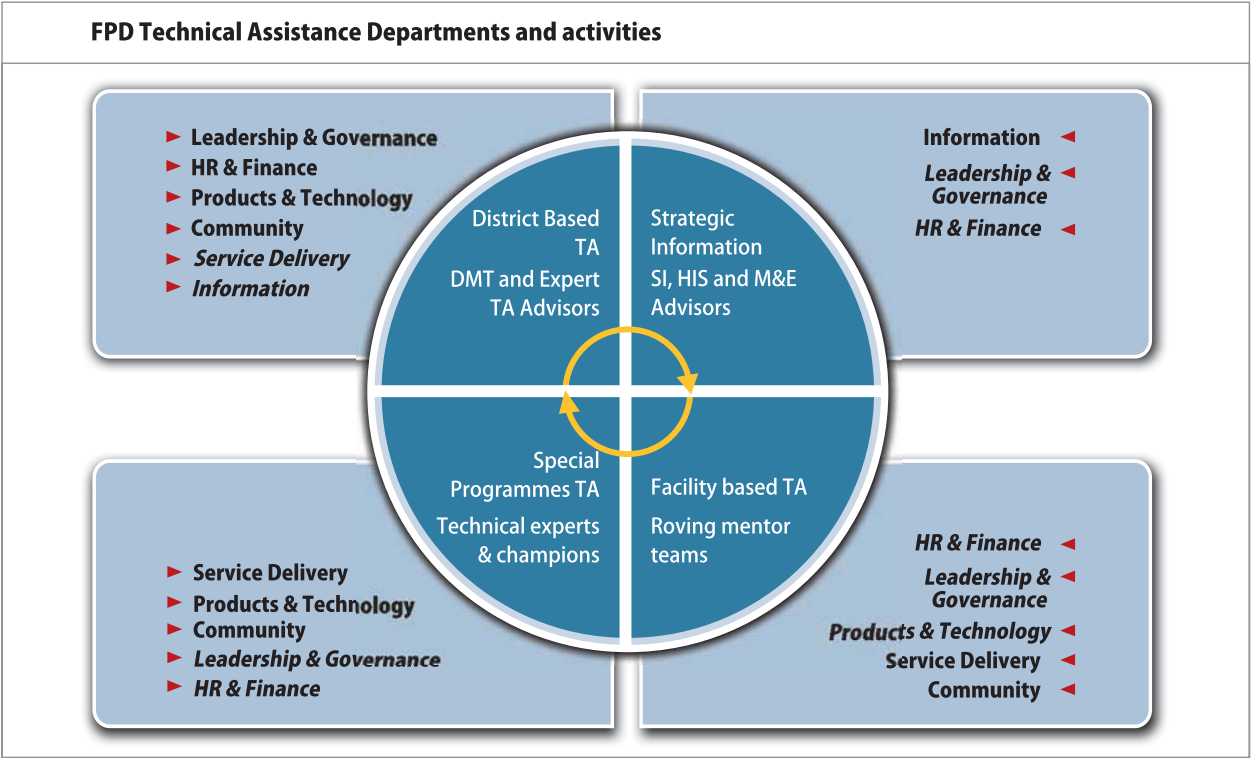 FPD Technical Assistance Departments and activities
Leadership & Governance
HR & Finance
Products & Technology
Community
Service Delivery
Information
District Based
TA
DMT and Expert
TA Advisors
Strategic
Information
SI, HIS and M&E
Advisors
Information
Leadership &
Governance
HR & Finance
Service Delivery
Products & Technology
Community
Leadership & Governance
HR & Finance
Special
Programmes TA
Technical experts
& champions
Facility based TA
Roving mentor
teams
HR & Finance
Leadership &
Governance
Products & Technology
Service Delivery
Community